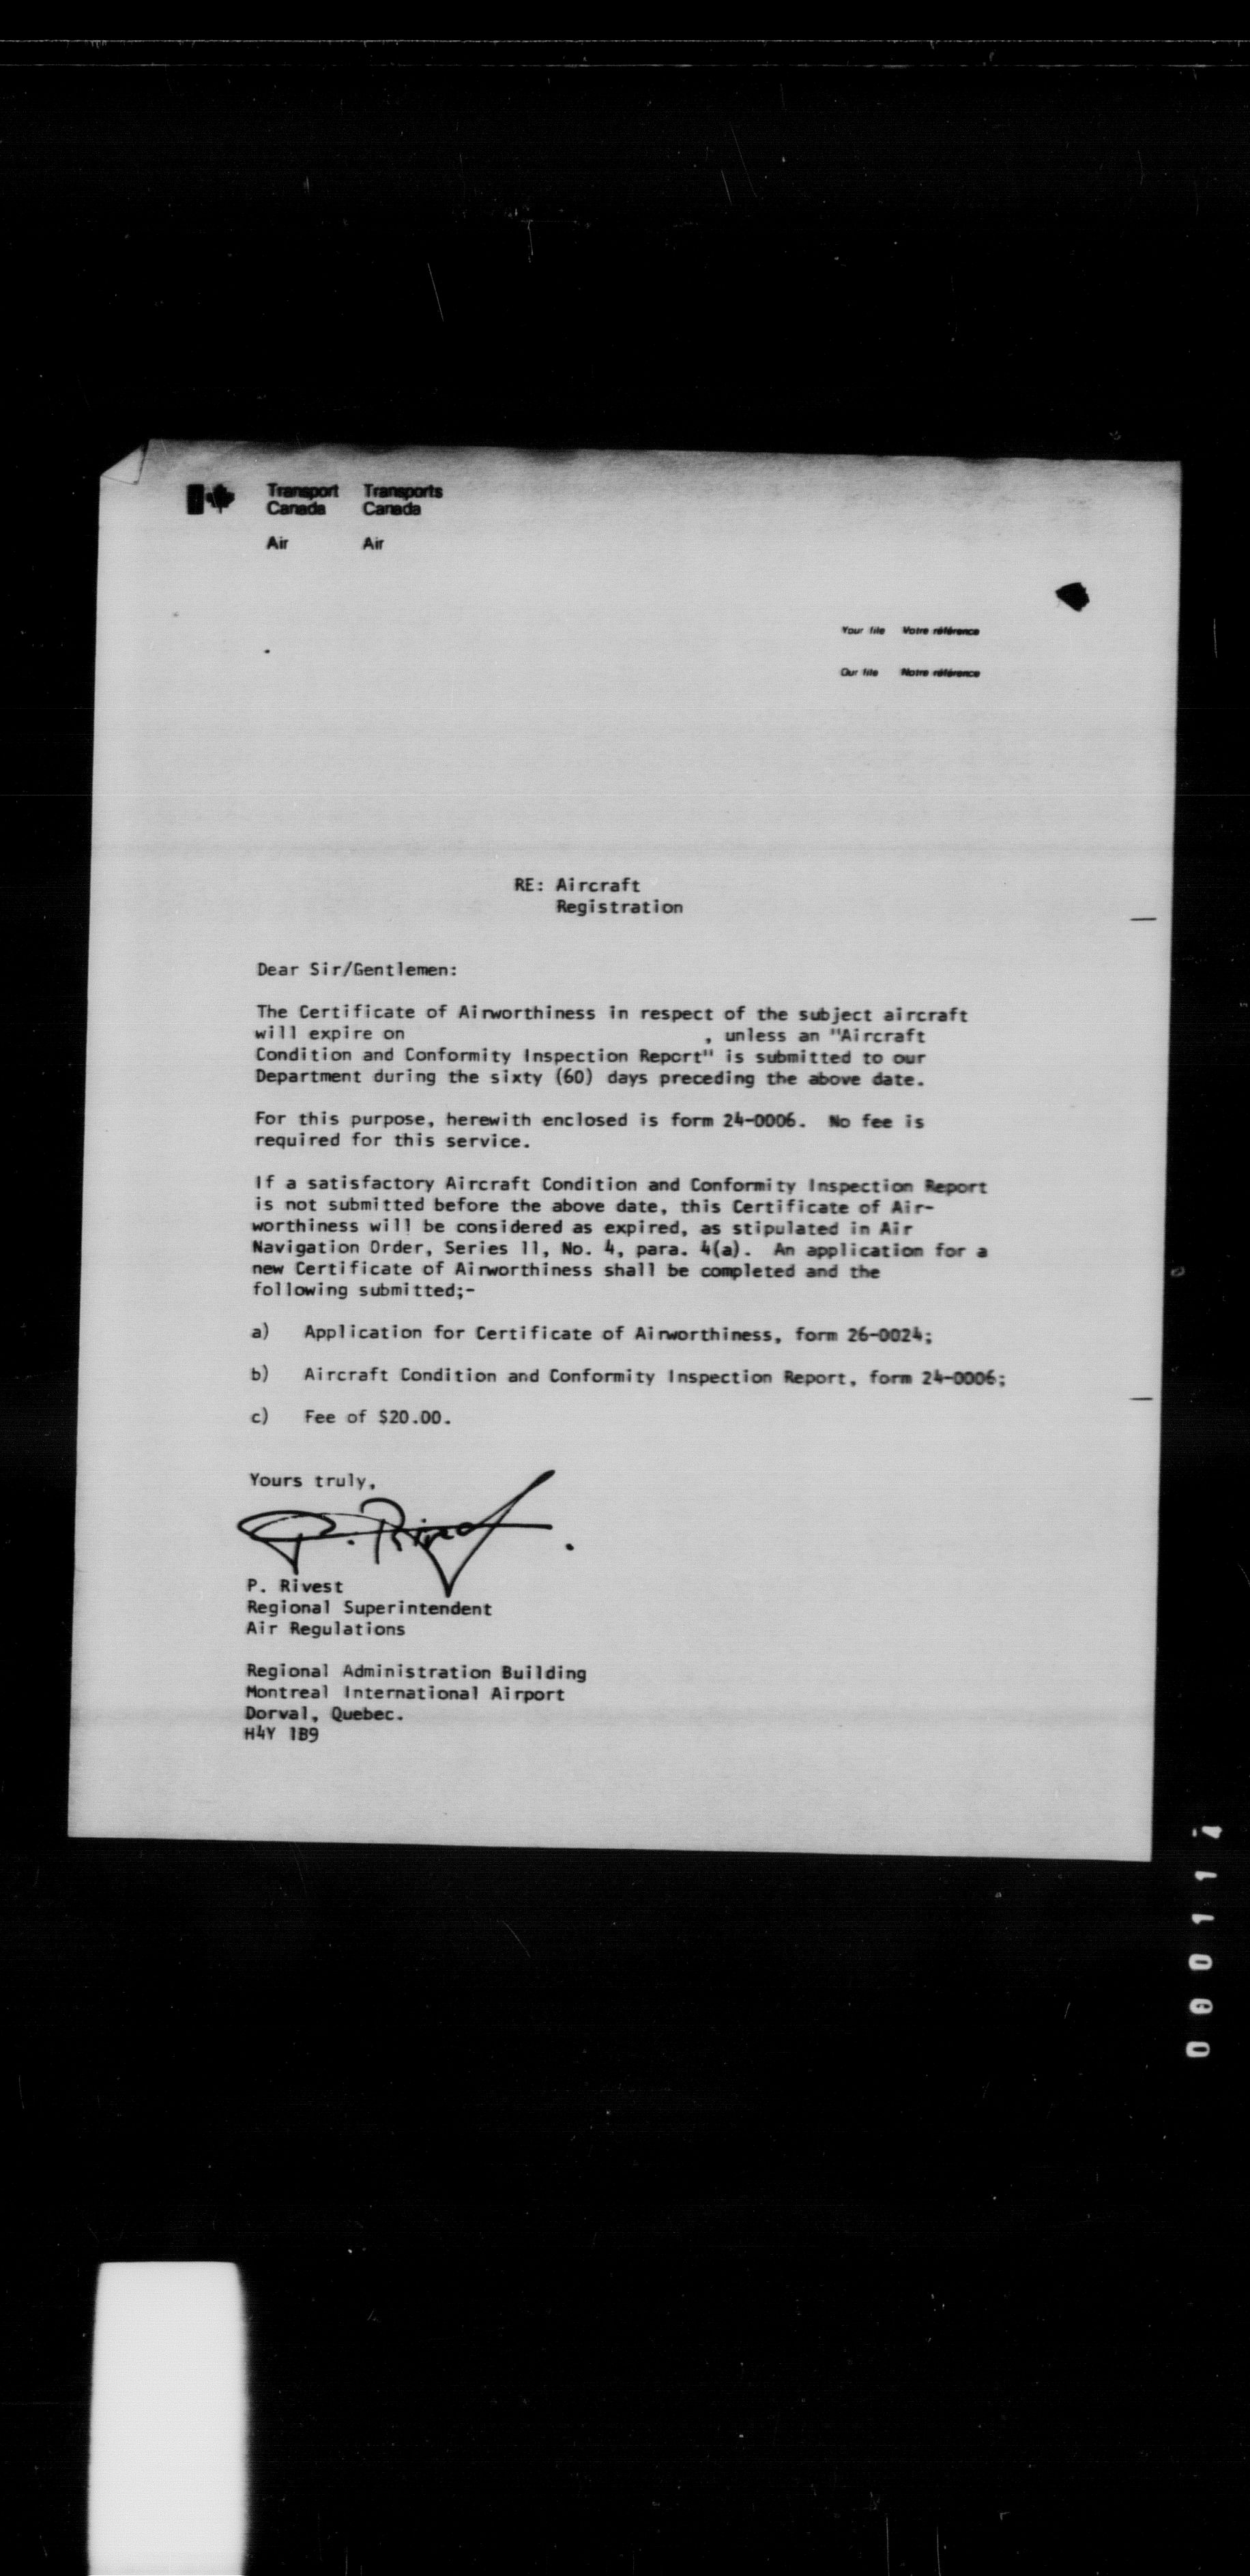 Transport Transports
Canada Canada
Air Air
Your file Votre référence
Our file Notre référence
RE: Aircraft
Registration
Dear Sir/Gentlemen:
The Certificate of Airworthiness in respect of the subject aircraft
will expire on , unless an "Aircraft
Condition and Conformity Inspection Report" is submitted to our
Department during the sixty (60) days preceding the above date.
For this purpose, herewith enclosed is form 24-0006. No fee is
required for this service.
If a satisfactory Aircraft Condition and Conformity Inspection Report
is not submitted before the above date, this Certificate of Air-
worthiness will be considered as expired, as stipulated in Air
Navigation Order, Series 11, No. 4, para. 4(a). An application for a
new Certificate of Airworthiness shall be completed and the
following submitted;-
a) Application for Certificate of Airworthiness, form 26-0024;
b) Aircraft Condition and Conformity Inspection Report, form 24-0006;
c) Fee of $20.00.
Yours truly,
P. Rivest
P. Rivest
Regional Superintendent
Air Regulations
Regional Administration Building
Montreal International Airport
Dorval, Quebec.
H4Y 1B9
000114